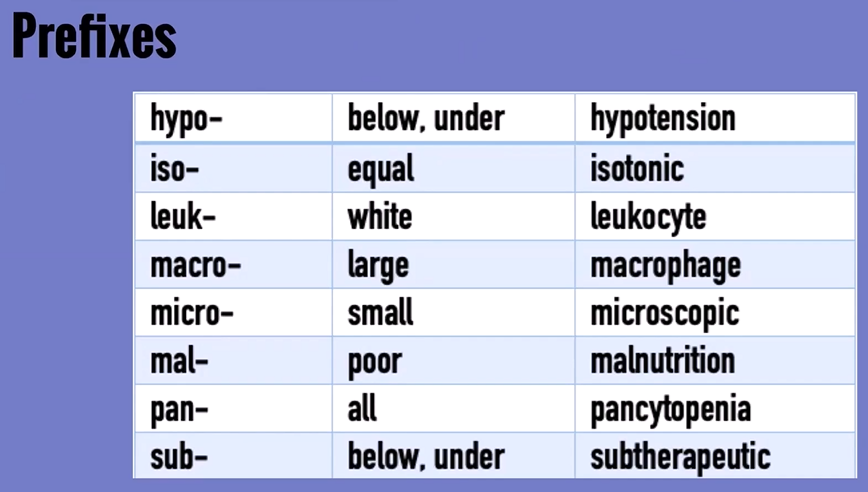 Prefixes
hypo- below, under hypotension
iso- equal isotonic
leuk- white leukocyte
macro- large macrophage
micro- small microscopic
mal- poor malnutrition
pan- all pancytopenia
sub- below, under subtherapeutic